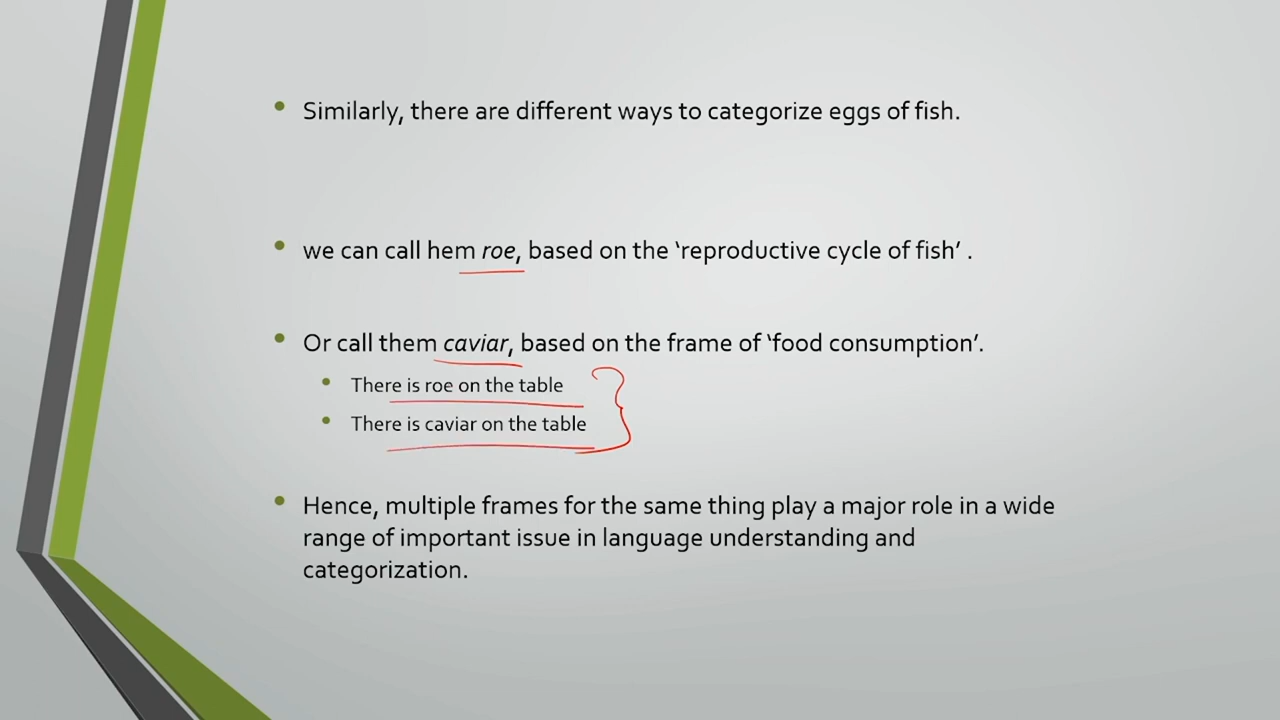 Similarly, there are different ways to categorize eggs of fish.
we can call hem roe, based on the ‘reproductive cycle of fish’ .
Or call them caviar, based on the frame of ‘food consumption’.
There is roe on the table
There is caviar on the table
Hence, multiple frames for the same thing play a major role in a wide
range of important issue in language understanding and
categorization.